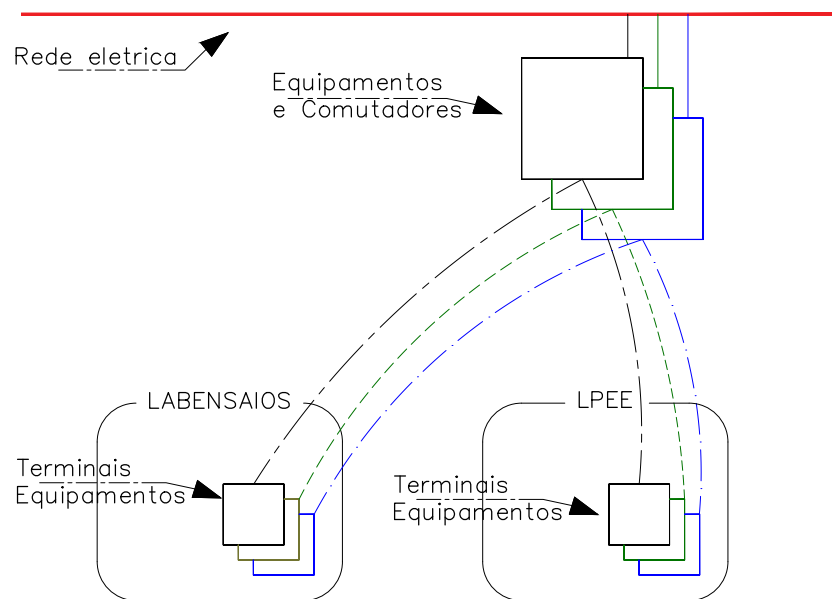 Rede eletrica
Equipamentos
e Comutadores
LABENSAIOS
LPEE
Terminais
Equipamentos
Terminais
Equipamentos